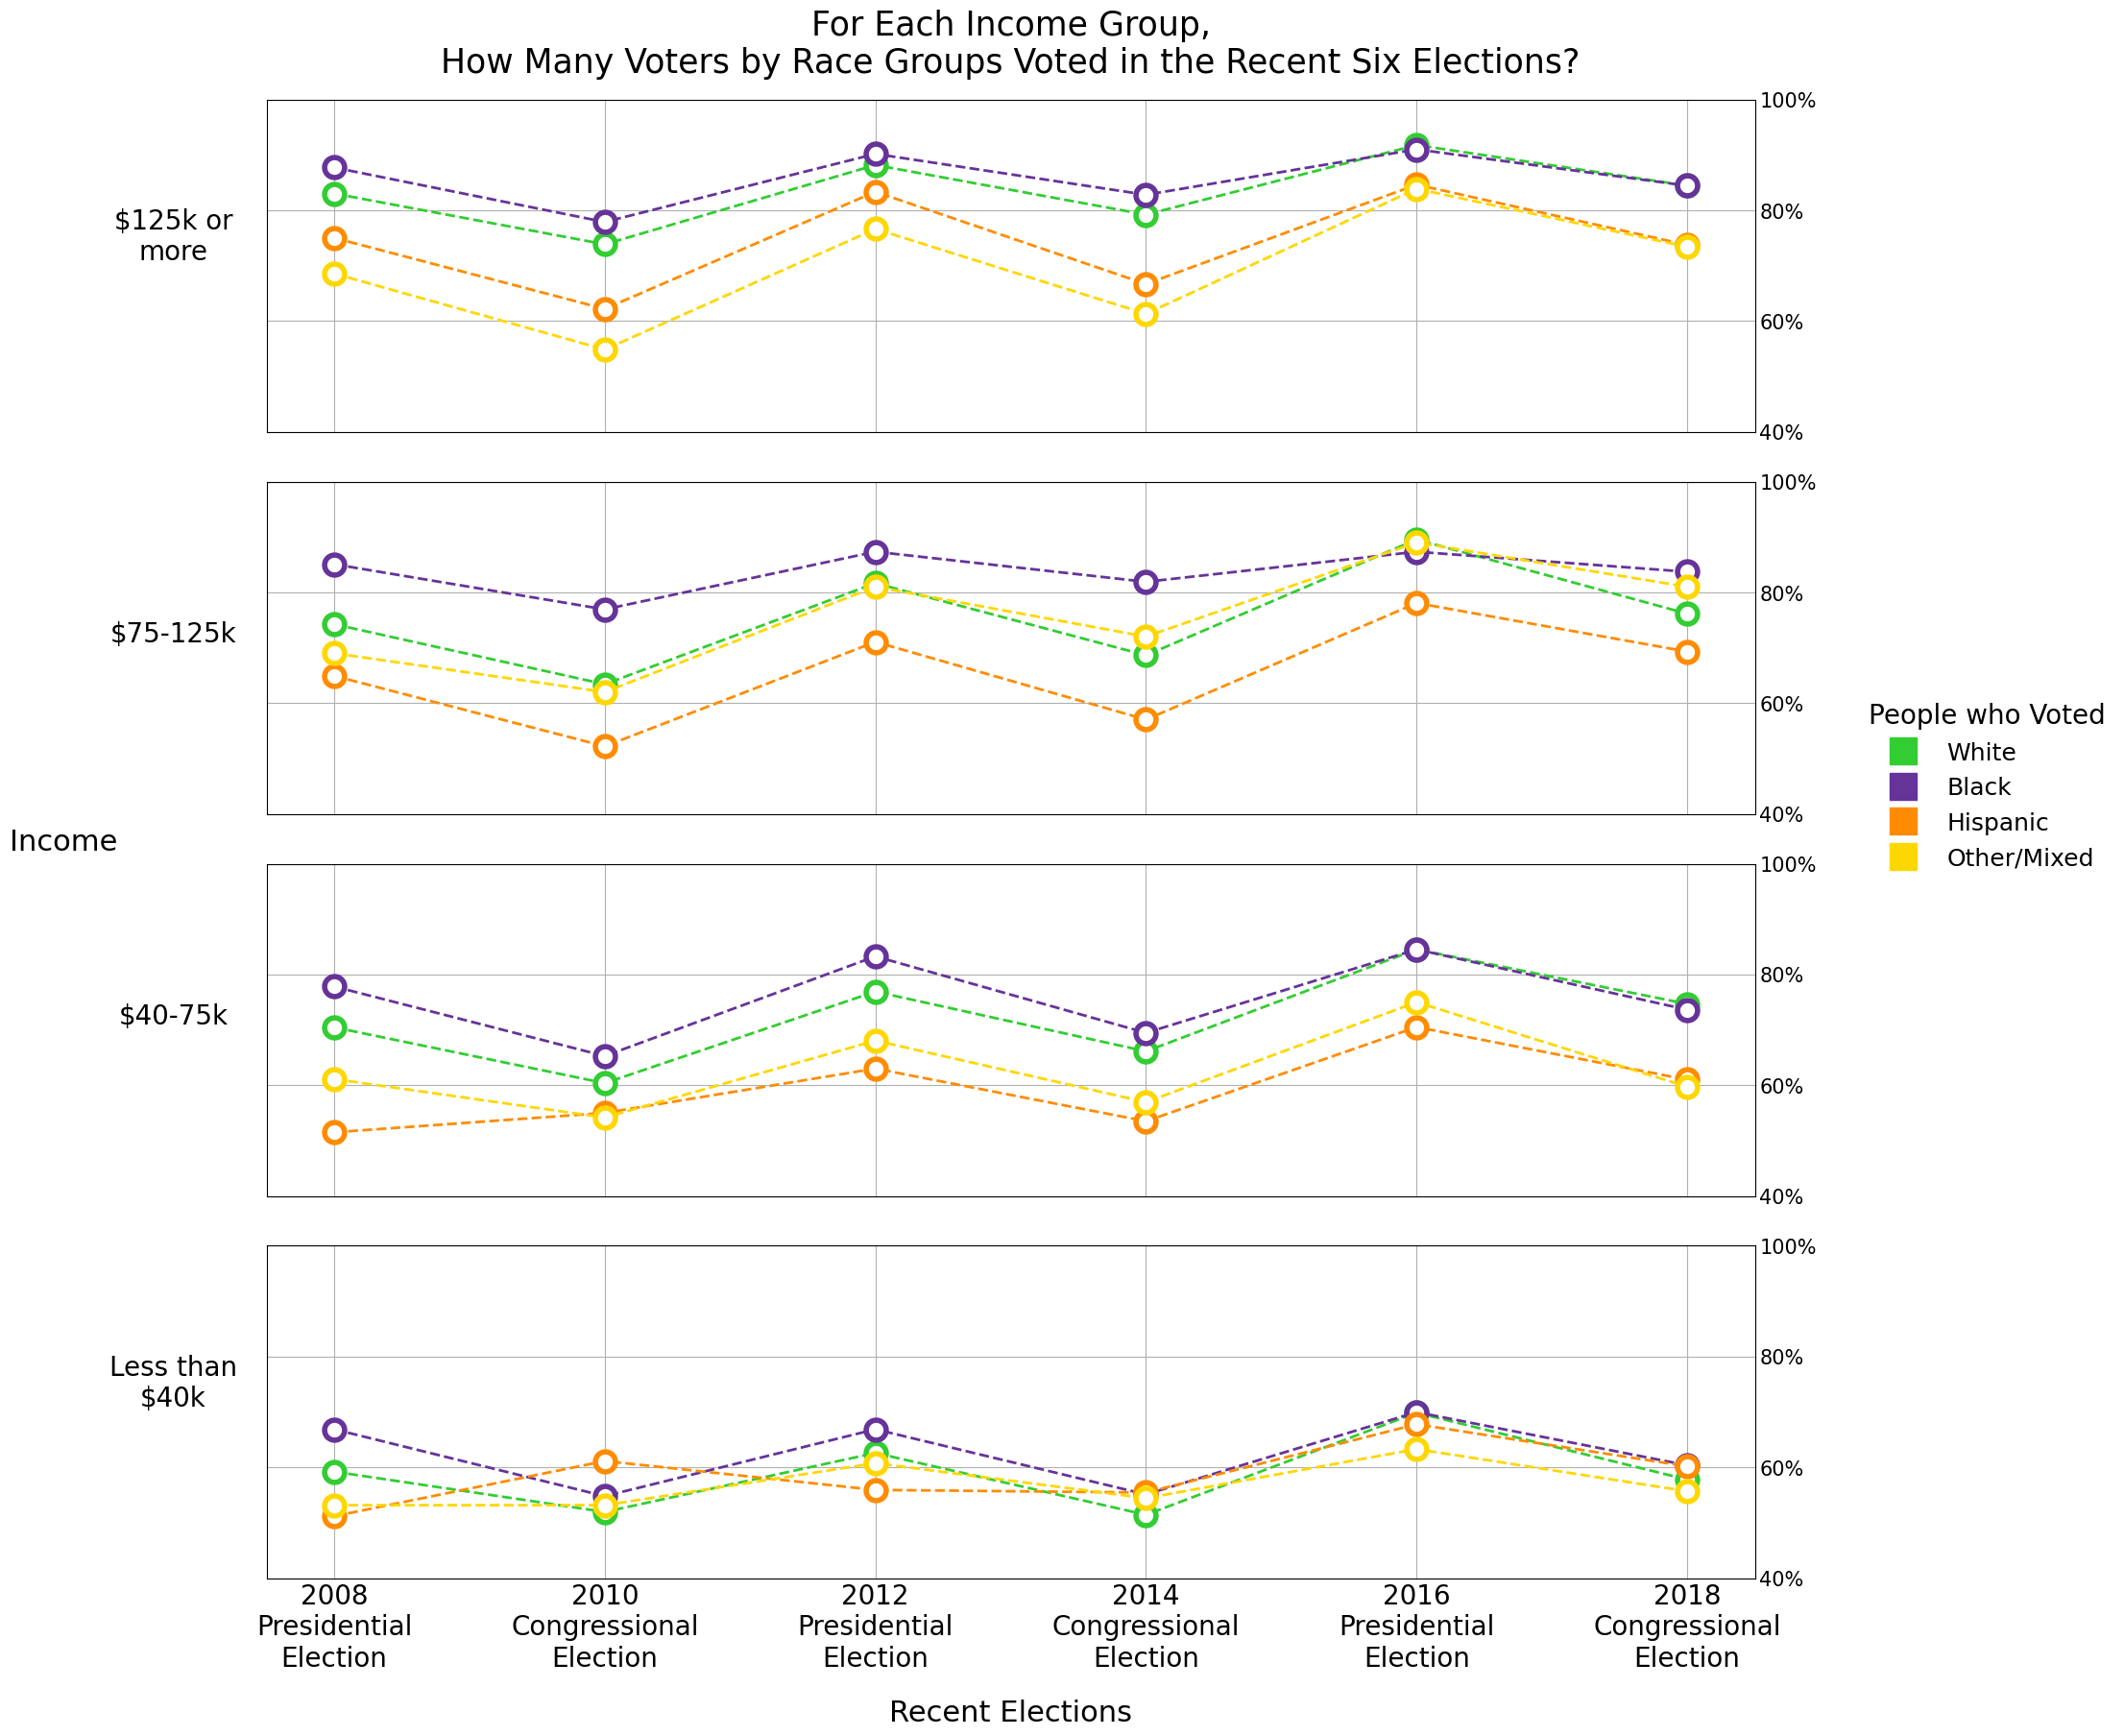 For Each Income Group,
How Many Voters by Race Groups Voted in the Recent Six Elections?
100%
80%
60%
40%
$125k or
more
100%
80%
60%
40%
$75-125k
Income
100%
80%
60%
40%
$40-75k
100%
80%
60%
40%
Less than
$40k
2008
Presidential
Election
2010
Congressional
Election
2012
Presidential
Election
2014
Congressional
Election
2016
Presidential
Election
2018
Congressional
Election
Recent Elections
People who Voted
White
Black
Hispanic
Other/Mixed